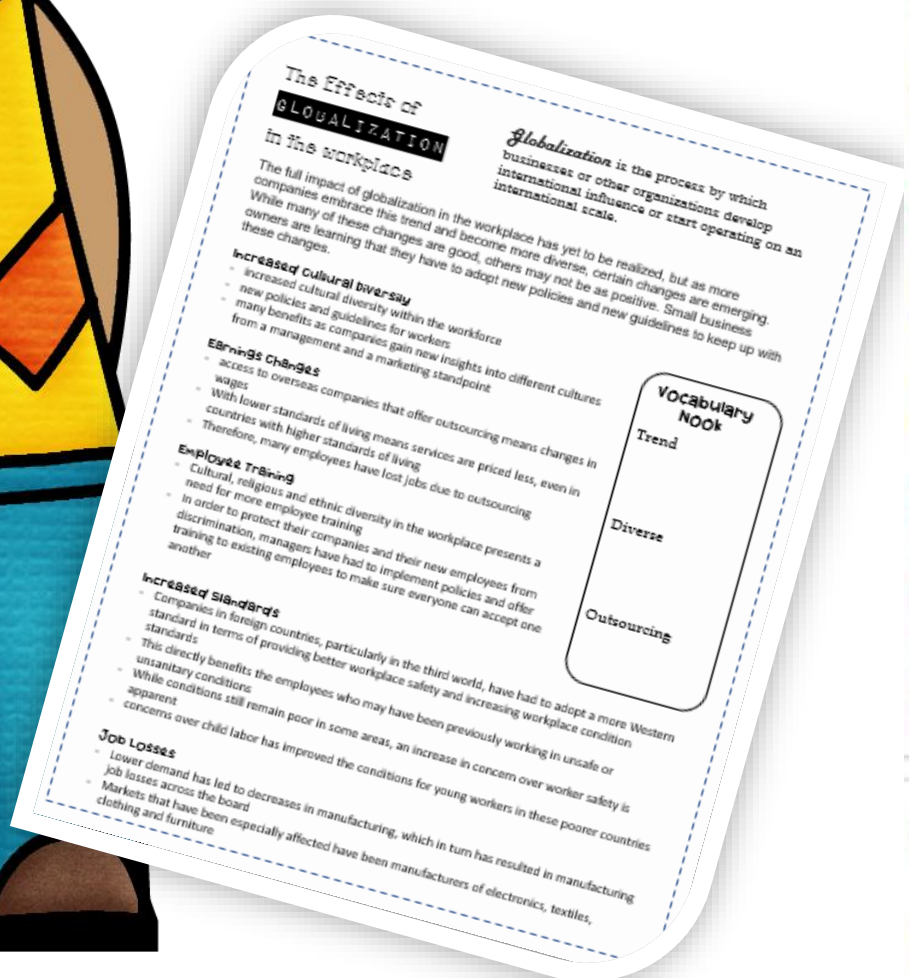 The Effects of
GLOBALIZATION
in the workplace
Globalization is the process by which
businesses or other organizations develop
international influence or start operating on an
international scale.
The full impact of globalization in the workplace has yet to be realized, but as more
companies embrace this trend and become more diverse, certain changes are emerging.
While many of these changes are good, others may not be as positive. Small business
owners are learning that they have to adopt new policies and new guidelines to keep up with
these changes.
Increased Cultural Diversity
increased cultural diversity within the workforce
new policies and guidelines for workers
many benefits as companies gain new insights into different cultures
from a management and a marketing standpoint
Earnings Changes
access to overseas companies that offer outsourcing means changes in
wages
With lower standards of living means services are priced less, even in
countries with higher standards of living
Therefore, many employees have lost jobs due to outsourcing
Employee Training
Cultural, religious and ethnic diversity in the workplace presents a
need for more employee training
In order to protect their companies and their new employees from
discrimination, managers have had to implement policies and offer
training to existing employees to make sure everyone can accept one
another
Increased Standards
Companies in foreign countries, particularly in the third world, have had to adopt a more Western
standard in terms of providing better workplace safety and increasing workplace condition
standards
This directly benefits the employees who may have been previously working in unsafe or
unsanitary conditions
While conditions still remain poor in some areas, an increase in concern over worker safety is
apparent
concerns over child labor has improved the conditions for young workers in these poorer countries
Job Losses
Lower demand has led to decreases in manufacturing, which in turn has resulted in manufacturing
job losses across the board
Markets that have been especially affected have been manufacturers of electronics, textiles,
clothing and furniture
Vocabulary
Nook
Trend
Diverse
Outsourcing